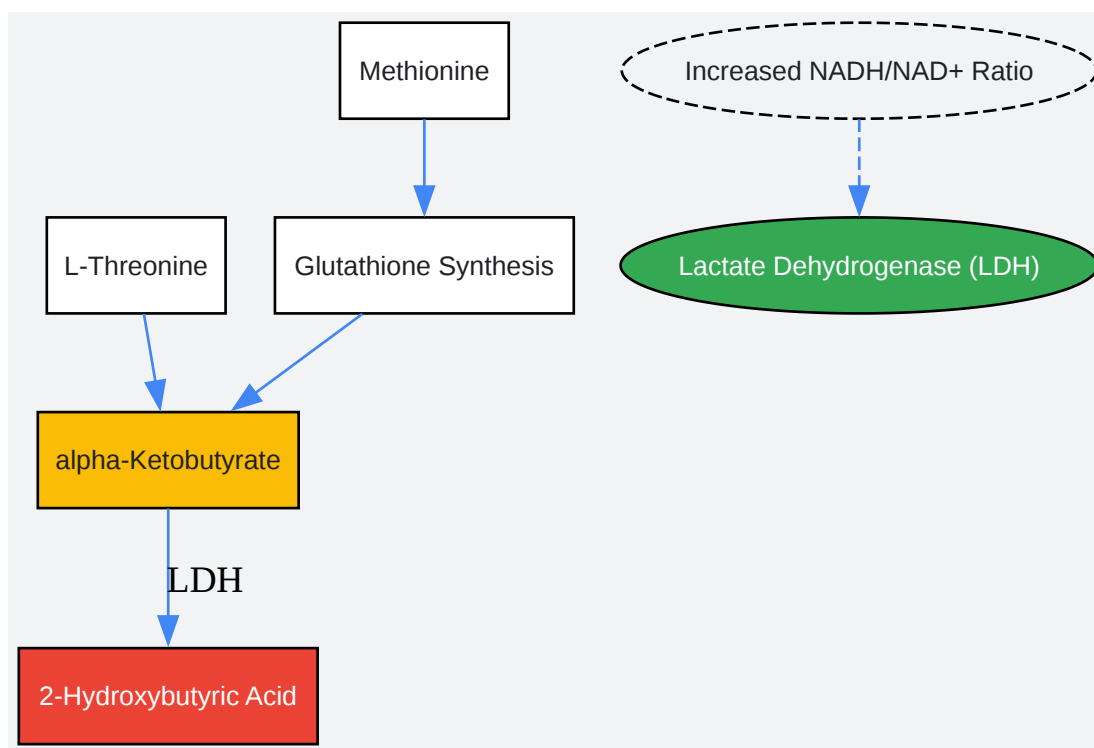 Methionine
Increased NADH/NAD+ Ratio
L-Threonine
Glutathione Synthesis
Lactate Dehydrogenase (LDH)
alpha-Ketobutyrate
LDH
2-Hydroxybutyric Acid